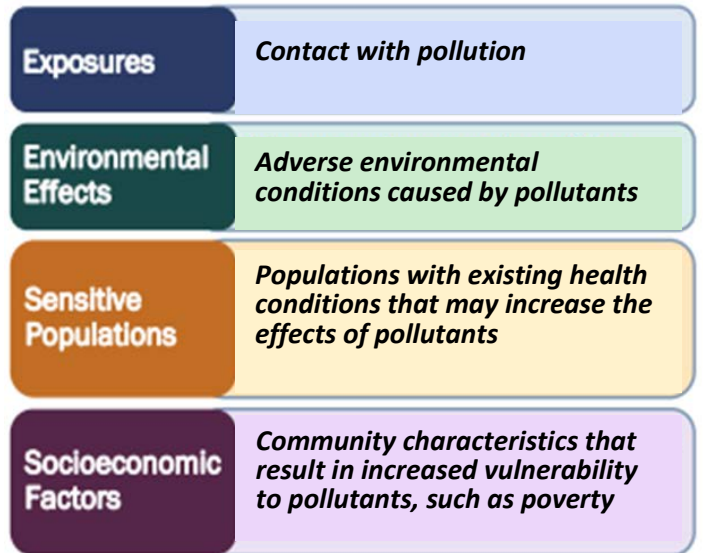 Exposures
Contact with pollution
Environmental
Effects
Adverse environmental
conditions caused by pollutants
Sensitive
Populations
Populations with existing health
conditions that may increase the
effects of pollutants
Socioeconomic
Factors
Community characteristics that
result in increased vulnerability
to pollutants, such as poverty